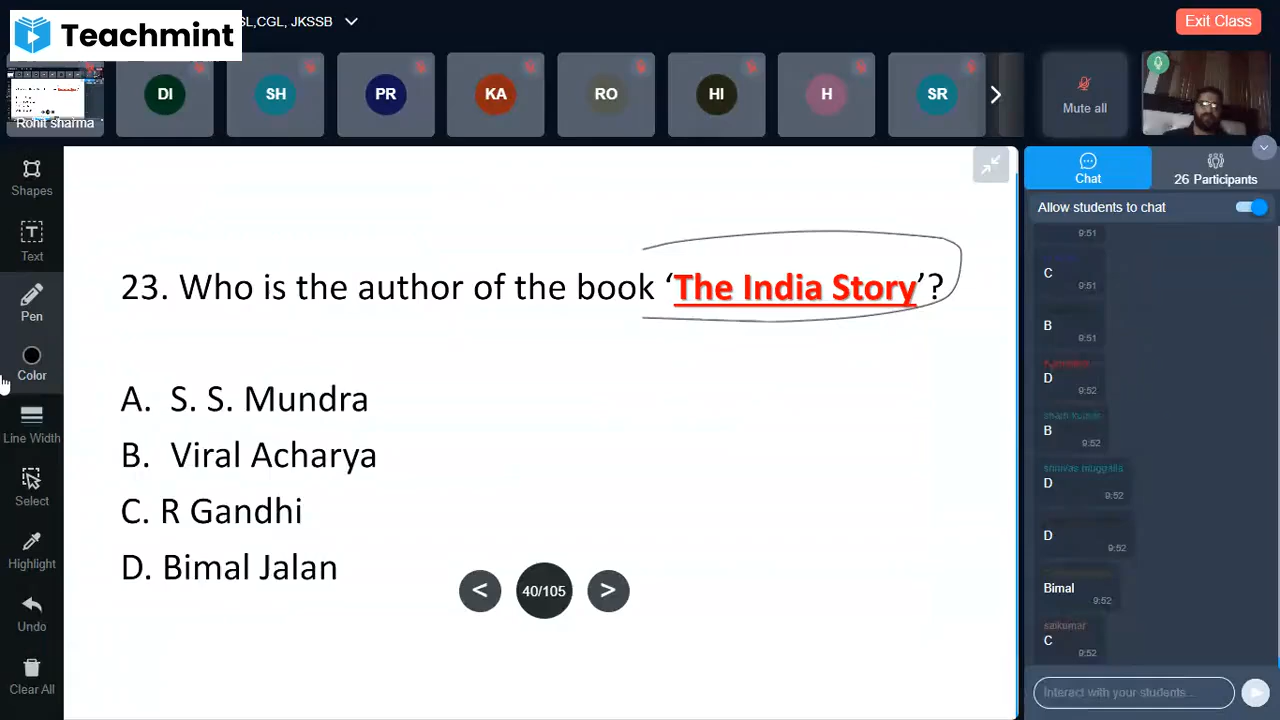 Teachmint
SL,CGL, JKSSB
Exit Class
Rohit sharma
DI
SH
PR
KA
RO
HI
H
SR
Mute all
Shapes
Text
Pen
Color
Line Width
Select
Highlight
Undo
Clear All
23. Who is the author of the book ‘The India Story’?
A. S. S. Mundra
B. Viral Acharya
C. R Gandhi
D. Bimal Jalan
<
40/105
>
Chat
26 Participants
Allow students to chat
9:51
C
9:51
B
9:51
D
9:52
B
9:52
D
9:52
D
9:52
Bimal
9:52
saikumar
C
9:52
Interact with your students...